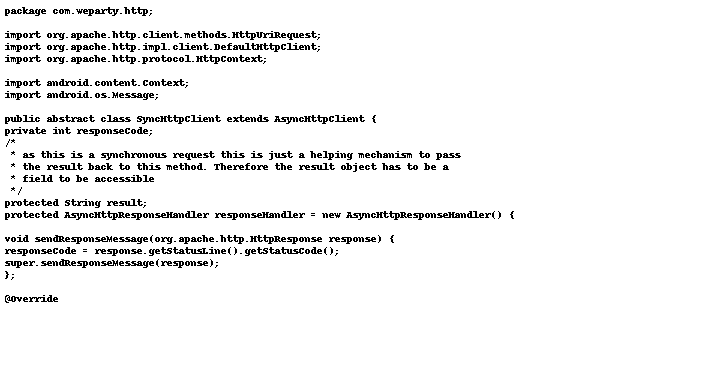 package com.weparty.http;
import org.apache.http.client.methods.HttpUriRequest;
import org.apache.http.impl.client.DefaultHttpClient;
import org.apache.http.protocol.HttpContext;
import android.content.Context;
import android.os.Message;
public abstract class SyncHttpClient extends AsyncHttpClient {
private int responseCode;
/*
* as this is a synchronous request this is just a helping mechanism to pass
* the result back to this method. Therefore the result object has to be a
* field to be accessible
*/
protected String result;
protected AsyncHttpResponseHandler responseHandler = new AsyncHttpResponseHandler() {
void sendResponseMessage(org.apache.http.HttpResponse response) {
responseCode = response.getStatusLine().getStatusCode();
super.sendResponseMessage(response);
};
@Override